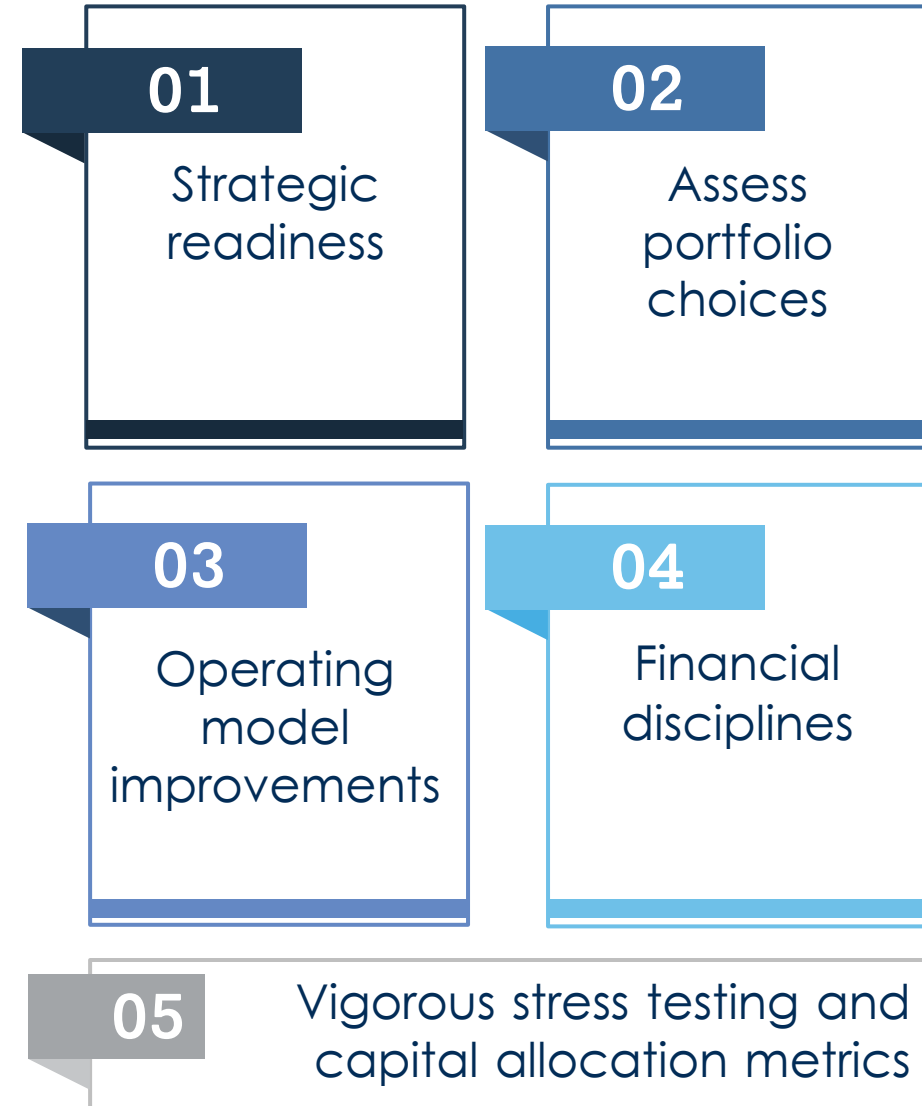 01
Strategic
readiness
02
Assess
portfolio
choices
03
Operating
model
improvements
04
Financial
disciplines
05
Vigorous stress testing and
capital allocation metrics